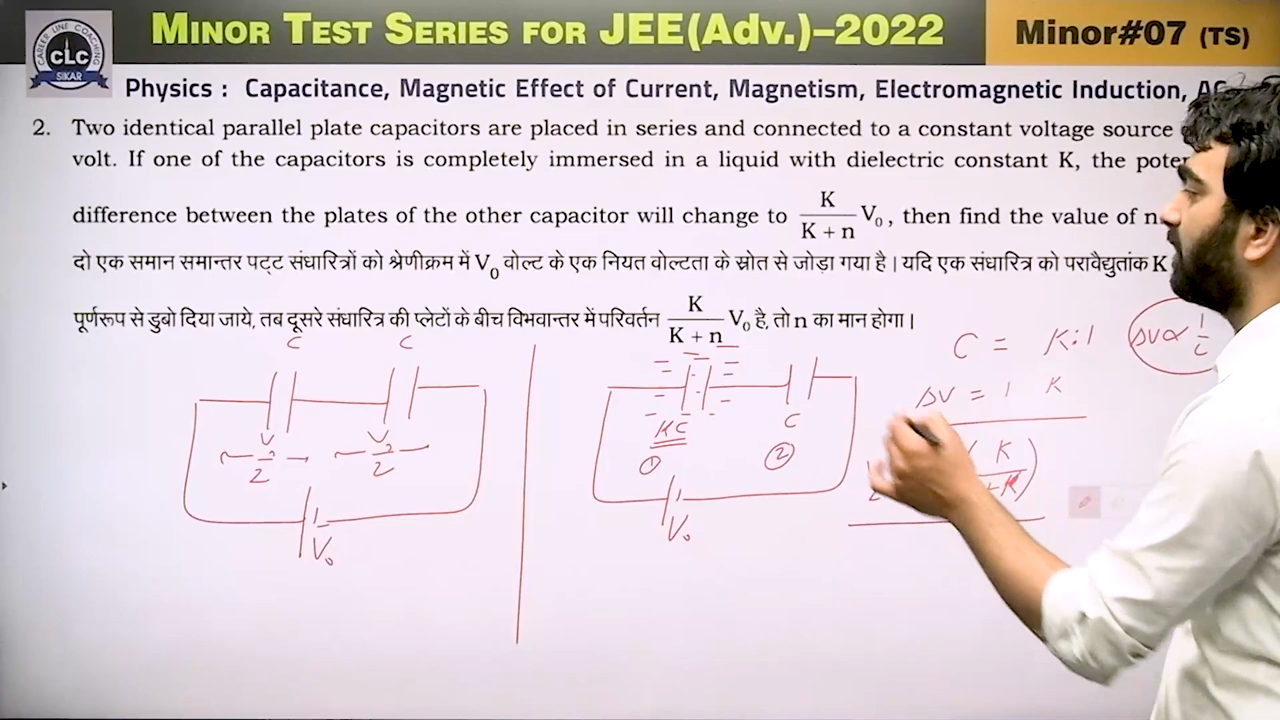 CAREER LINE COACHING
CLC
SIKAR
MINOR TEST SERIES FOR JEE(Adv.)–2022
Minor#07 (TS)
Physics : Capacitance, Magnetic Effect of Current, Magnetism, Electromagnetic Induction,
2. Two identical parallel plate capacitors are placed in series and connected to a constant voltage source
volt. If one of the capacitors is completely immersed in a liquid with dielectric constant K, the
difference between the plates of the other capacitor will change to K/(K + n) V₀, then find the value of n
दो एक समान समान्तर पट्ट संधारित्रों को श्रेणीक्रम में V₀ वोल्ट के एक नियत वोल्टता के स्रोत से जोड़ा गया है। यदि एक संधारित्र को परावैद्युतांक K
पूर्णरूप से डुबो दिया जाये, तब दूसरे संधारित्र की प्लेटों के बीच विभवान्तर में परिवर्तन K/(K + n) V₀ है, तो n का मान होगा।
C C
V₀/2 V₀/2
V₀
KC C
① ②
V₀
C = K:1
ΔV ∝ 1/C
ΔV = 1 K